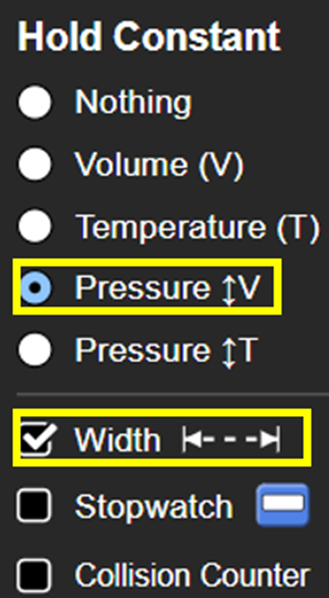 Hold Constant
Nothing
Volume (V)
Temperature (T)
Pressure ↕V
Pressure ↕T
Width
Stopwatch
Collision Counter